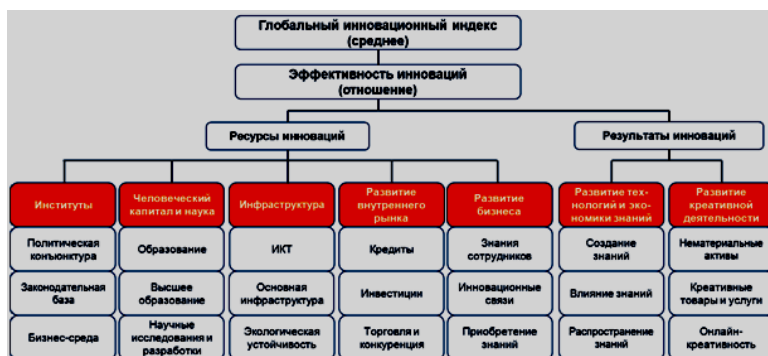 Глобальный инновационный индекс
(среднее)
Эффективность инноваций
(отношение)
Ресурсы инноваций
Результаты инноваций
Институты
Человеческий
капитал и наука
Инфраструктура
Развитие
внутреннего
рынка
Развитие
бизнеса
Развитие тех-
нологий и эко-
номики знаний
Развитие
креативной
деятельности
Политическая
конъюнктура
Образование
ИКТ
Кредиты
Знания
сотрудников
Создание
знаний
Нематериальные
активы
Законодательная
база
Высшее
образование
Основная
инфраструктура
Инвестиции
Инновационные
связи
Влияние знаний
Креативные
товары и услуги
Бизнес-среда
Научные
исследования и
разработки
Экологическая
устойчивость
Торговля и
конкуренция
Приобретение
знаний
Распространение
знаний
Онлайн-
креативность